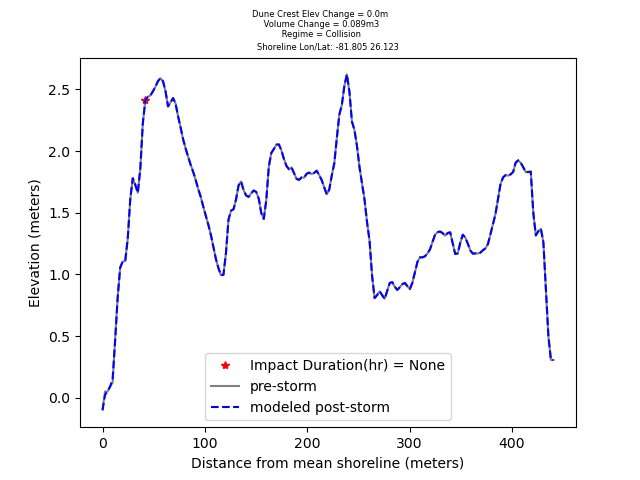 Dune Crest Elev Change = 0.0m
Volume Change = 0.089m3
Regime = Collision
Shoreline Lon/Lat: -81.805 26.123
2.5
2.0
1.5
1.0
0.5
0.0
Elevation (meters)
Impact Duration(hr) = None
pre-storm
modeled post-storm
0 100 200 300 400
Distance from mean shoreline (meters)